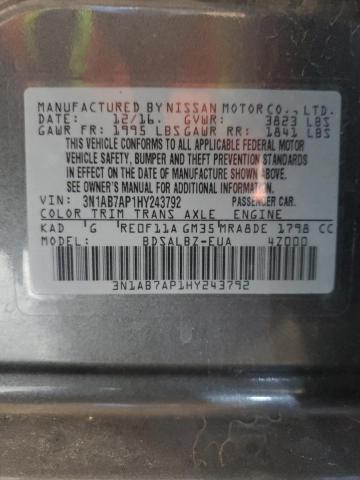 MANUFACTURED BY NISSAN MOTOR CO., LTD.
DATE: 12/16. GVWR: 3823 LBS
GAWR FR: 1995 LBS GAWR RR: 1841 LBS
THIS VEHICLE CONFORMS TO ALL APPLICABLE FEDERAL MOTOR
VEHICLE SAFETY, BUMPER AND THEFT PREVENTION STANDARDS
IN EFFECT ON THE DATE OF MANUFACTURE SHOWN ABOVE.
SEE OWNER'S MANUAL FOR ADDITIONAL INFORMATION.
VIN: 3N1AB7AP1HY243792 PASSENGER CAR.
COLOR TRIM TRANS AXLE ENGINE
KAD G RE0F11A GM35 MRA8DE 1798 CC
MODEL: BDSALBZ-EUA 4Z000
3N1AB7AP1HY243792